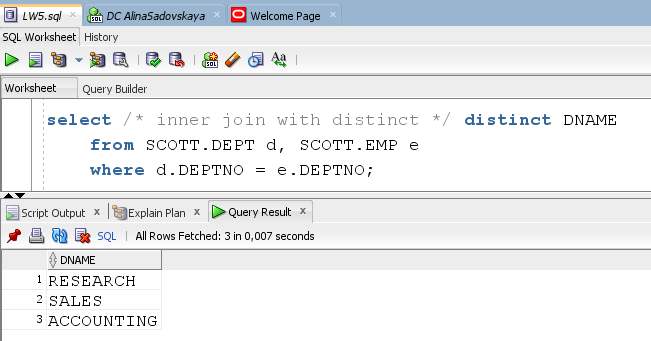 LW5.sql x DC AlinaSadovskaya x Welcome Page x
SQL Worksheet History
Worksheet Query Builder
select /* inner join with distinct */ distinct DNAME
from SCOTT.DEPT d, SCOTT.EMP e
where d.DEPTNO = e.DEPTNO;
Script Output x Explain Plan x Query Result x
SQL | All Rows Fetched: 3 in 0,007 seconds
DNAME
1 RESEARCH
2 SALES
3 ACCOUNTING